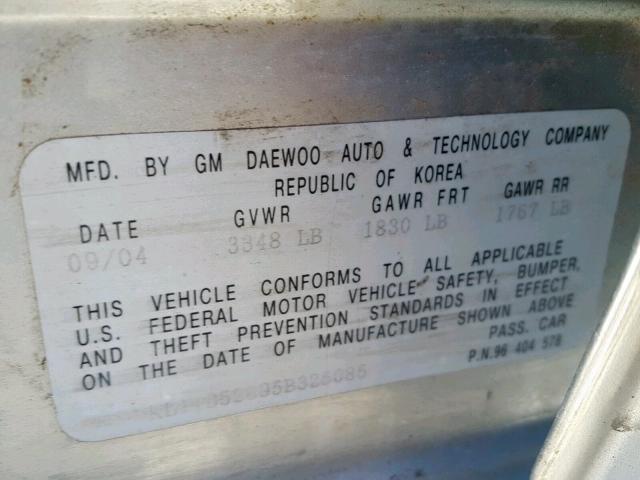 MFD. BY GM DAEWOO AUTO & TECHNOLOGY COMPANY
REPUBLIC OF KOREA
DATE GVWR GAWR FRT GAWR RR
09/04 3348 LB 1830 LB 1767 LB
THIS VEHICLE CONFORMS TO ALL APPLICABLE
U.S. FEDERAL MOTOR VEHICLE SAFETY, BUMPER,
AND THEFT PREVENTION STANDARDS IN EFFECT
ON THE DATE OF MANUFACTURE SHOWN ABOVE
PASS. CAR
P.N.96 404 578